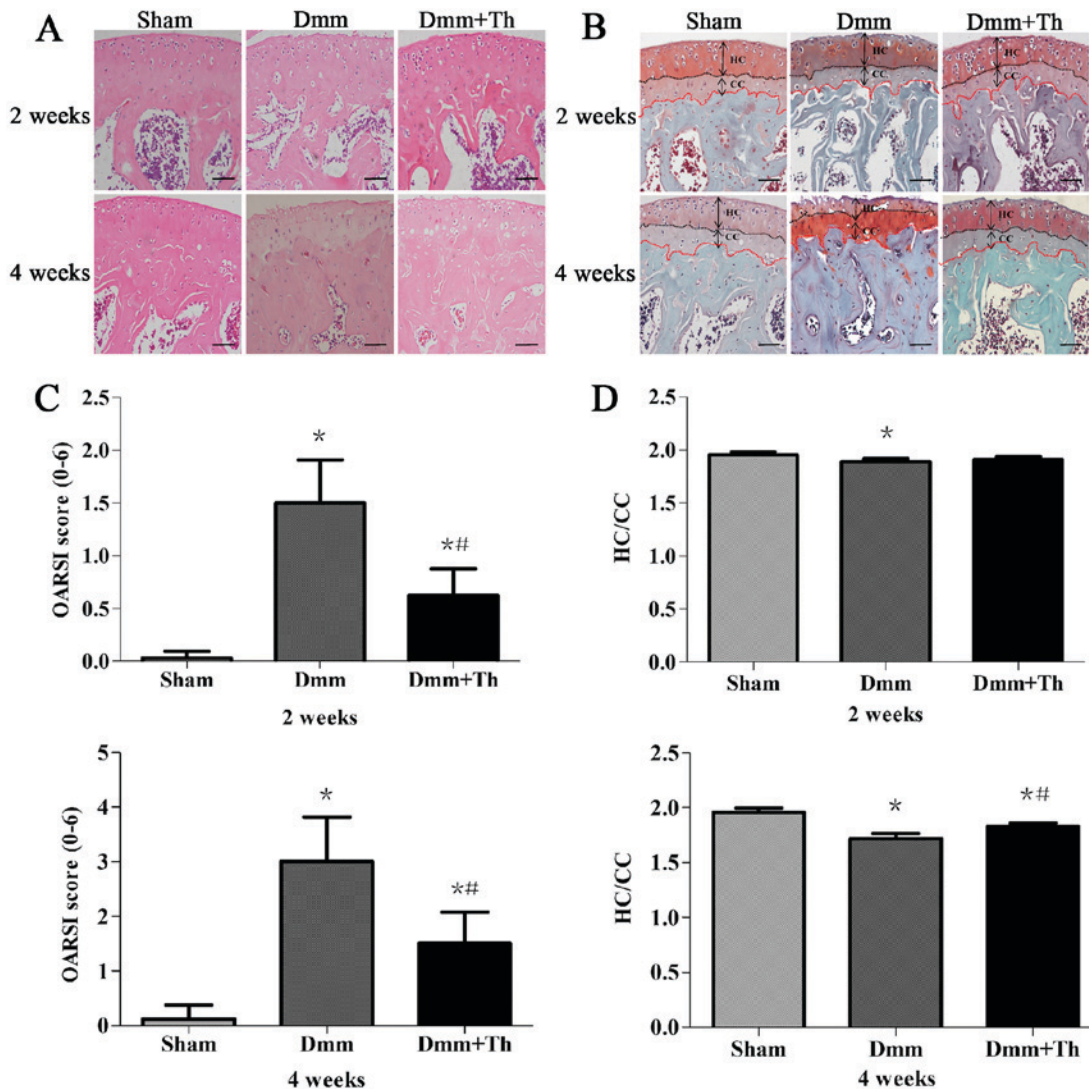 A
Sham
Dmm
Dmm+Th
2 weeks
4 weeks
B
Sham
Dmm
Dmm+Th
2 weeks
HC
CC
HC
CC
HC
CC
4 weeks
HC
CC
HC
CC
HC
CC
C
OARSI score (0-6)
2.5
2.0
1.5
1.0
0.5
0.0
*
*#
Sham
Dmm
Dmm+Th
2 weeks
OARSI score (0-6)
5
4
3
2
1
0
*
*#
Sham
Dmm
Dmm+Th
4 weeks
D
HC/CC
2.5
2.0
1.5
1.0
0.5
0.0
*
Sham
Dmm
Dmm+Th
2 weeks
HC/CC
2.5
2.0
1.5
1.0
0.5
0.0
*
*#
Sham
Dmm
Dmm+Th
4 weeks